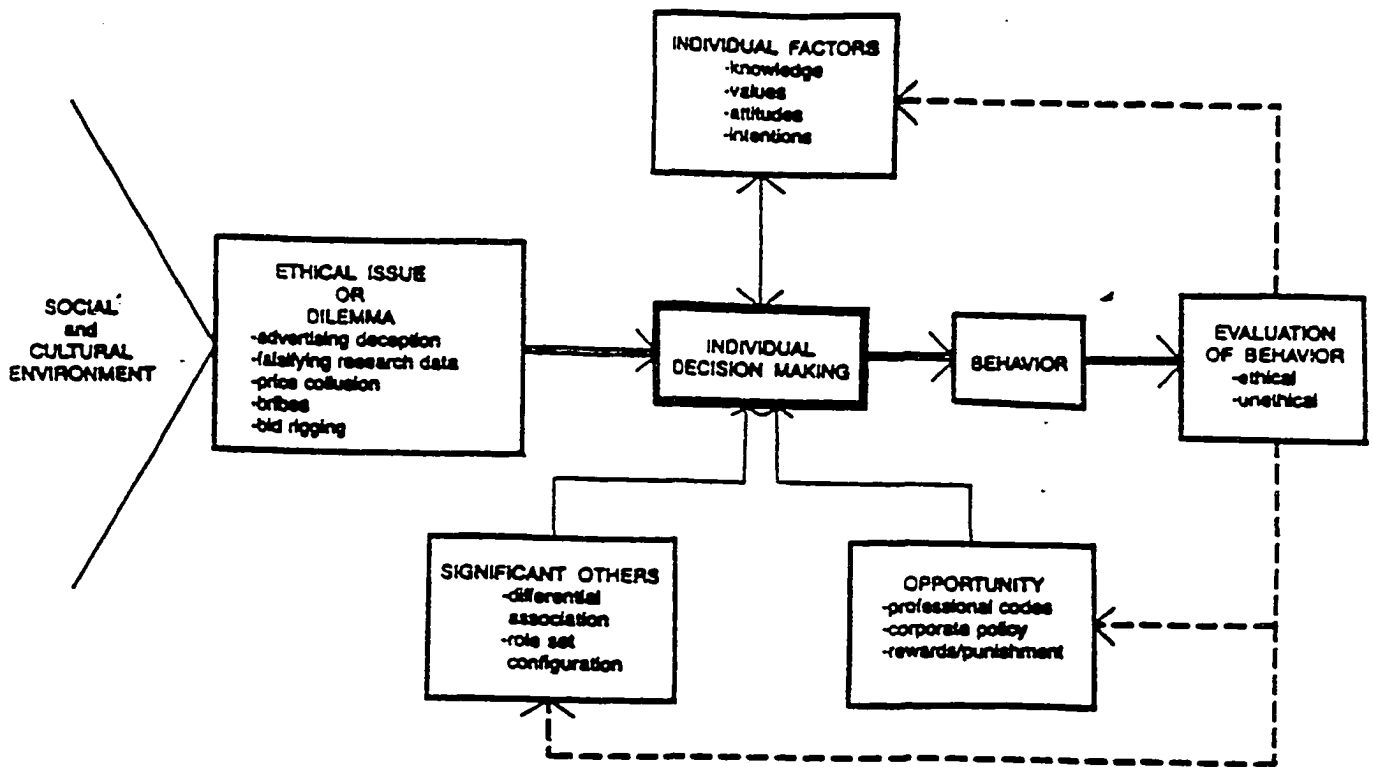 INDIVIDUAL FACTORS
-knowledge
-values
-attitudes
-intentions
SOCIAL
and
CULTURAL
ENVIRONMENT
ETHICAL ISSUE
OR
DILEMMA
-advertising deception
-falsifying research data
-price collusion
-bribes
-bid rigging
INDIVIDUAL
DECISION MAKING
BEHAVIOR
EVALUATION
OF BEHAVIOR
-ethical
-unethical
SIGNIFICANT OTHERS
-differential
association
-role set
configuration
OPPORTUNITY
-professional codes
-corporate policy
-rewards/punishment